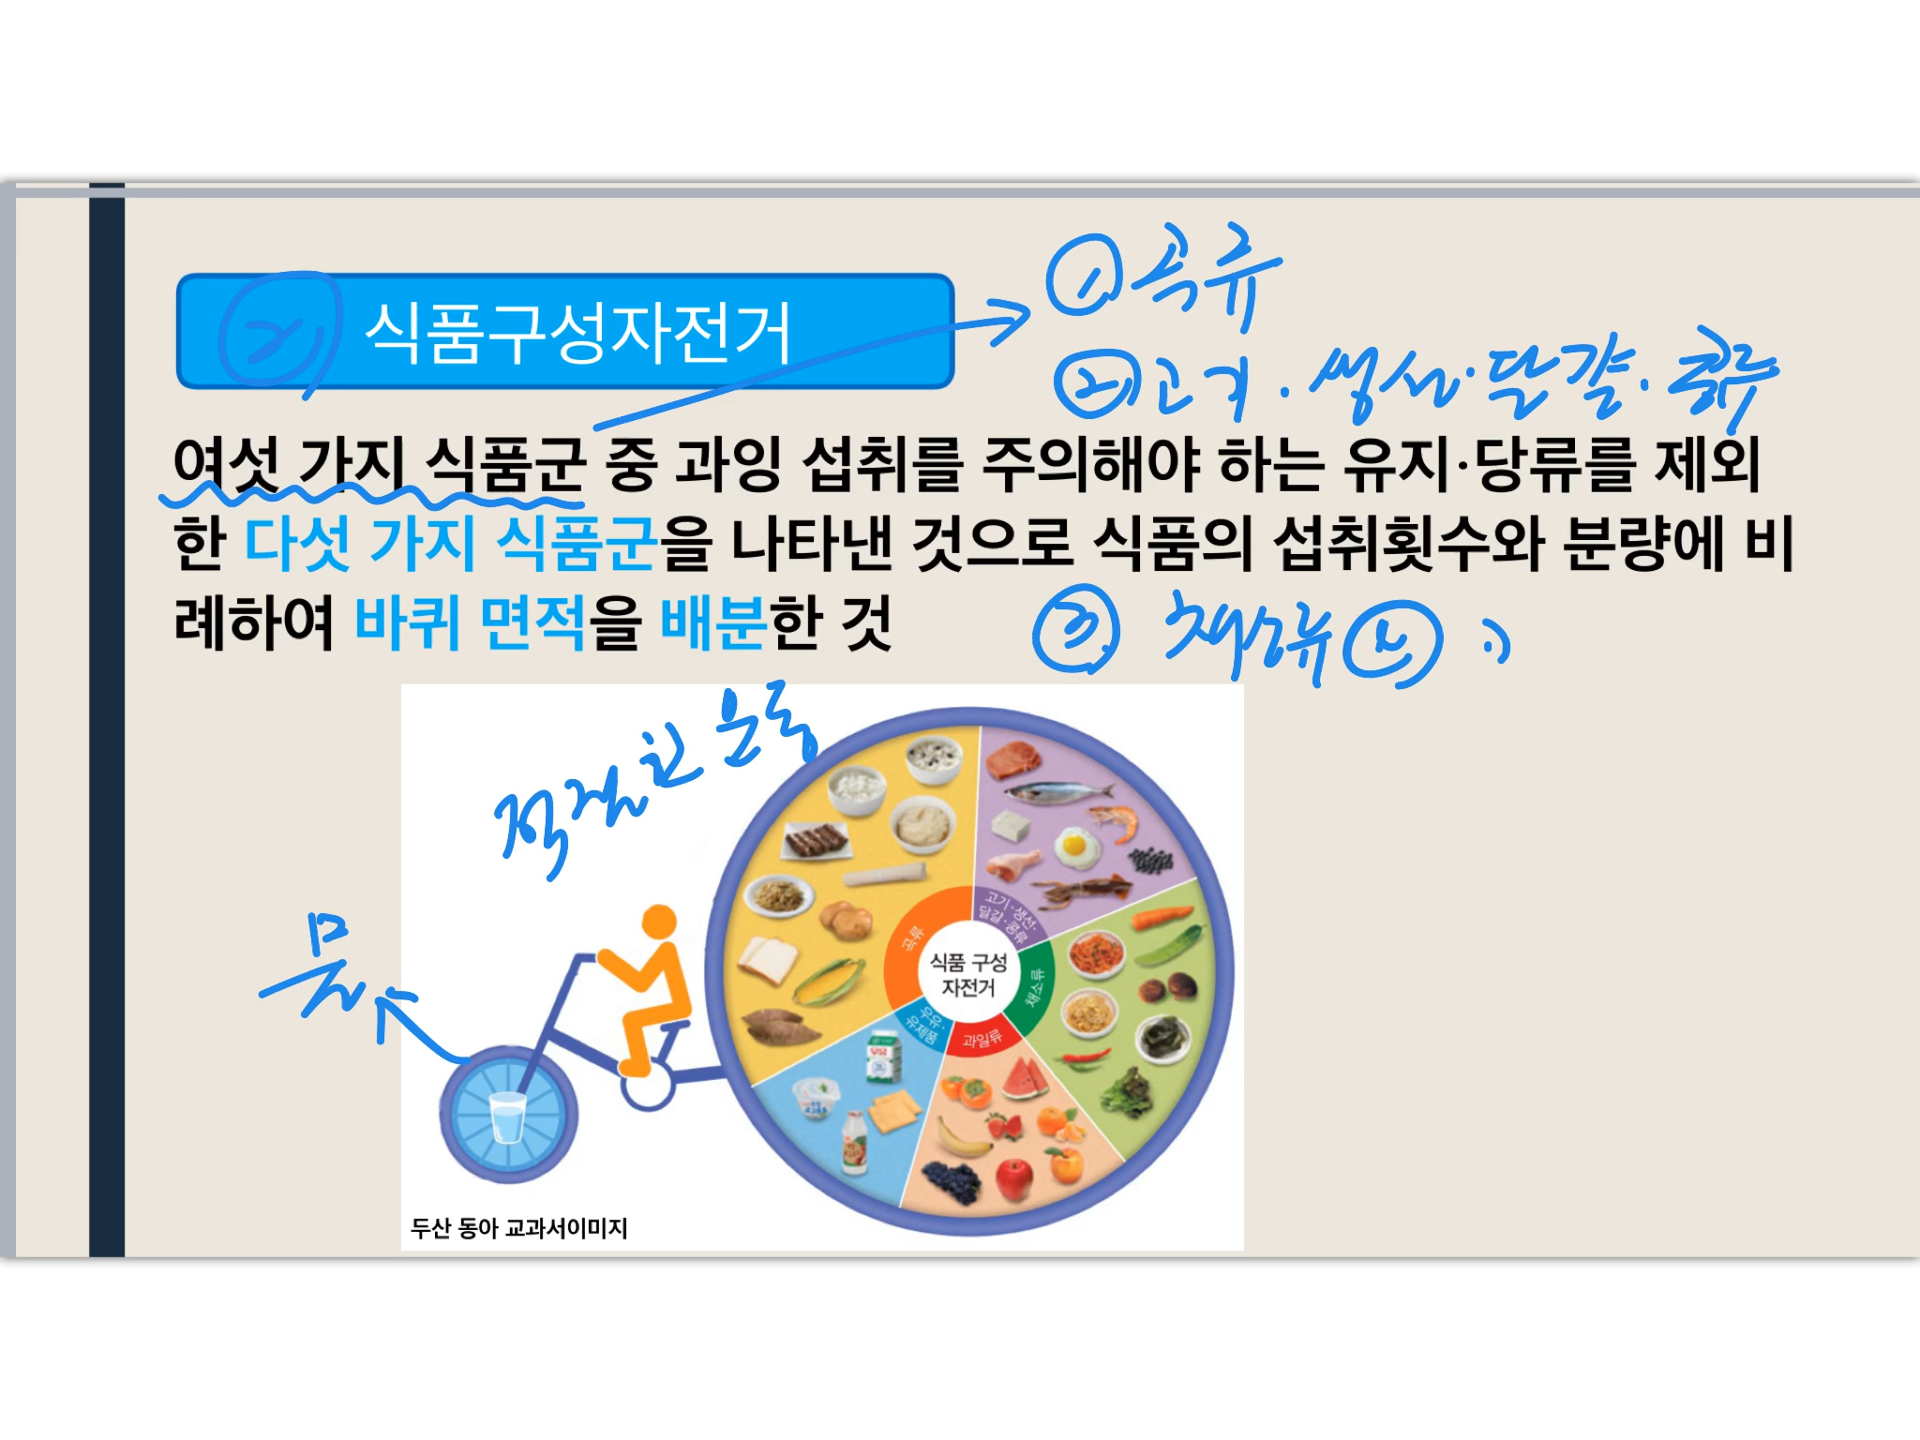 식품구성자전거
① 곡류
② 고기·생선·달걀·콩류
여섯 가지 식품군 중 과잉 섭취를 주의해야 하는 유지·당류를 제외
한 다섯 가지 식품군을 나타낸 것으로 식품의 섭취횟수와 분량에 비
례하여 바퀴 면적을 배분한 것
③ 채소류
적절한 운동
물
고기·생선·
달걀·콩류
곡류
식품 구성
자전거
채소류
우유·
유제품
과일류
두산 동아 교과서이미지